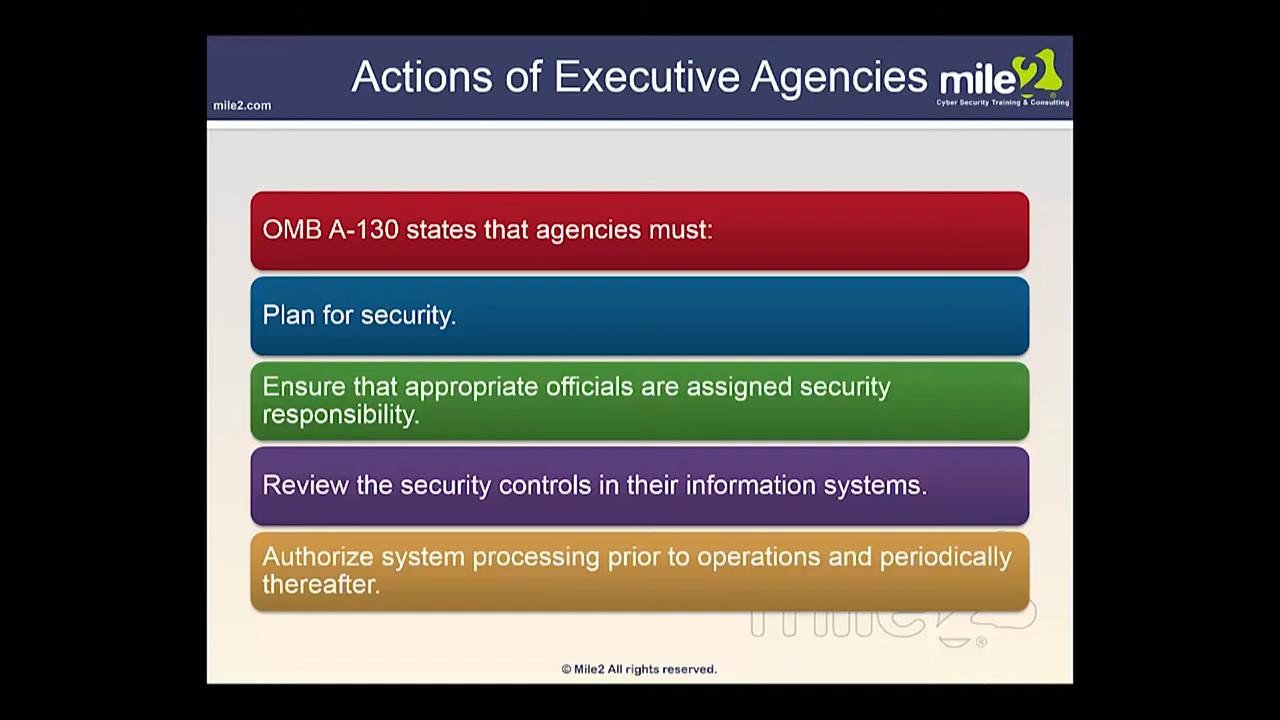 Actions of Executive Agencies
mile2
Cyber Security Training & Consulting
mile2.com
OMB A-130 states that agencies must:
Plan for security.
Ensure that appropriate officials are assigned security
responsibility.
Review the security controls in their information systems.
Authorize system processing prior to operations and periodically
thereafter.
mile2®
© Mile2 All rights reserved.